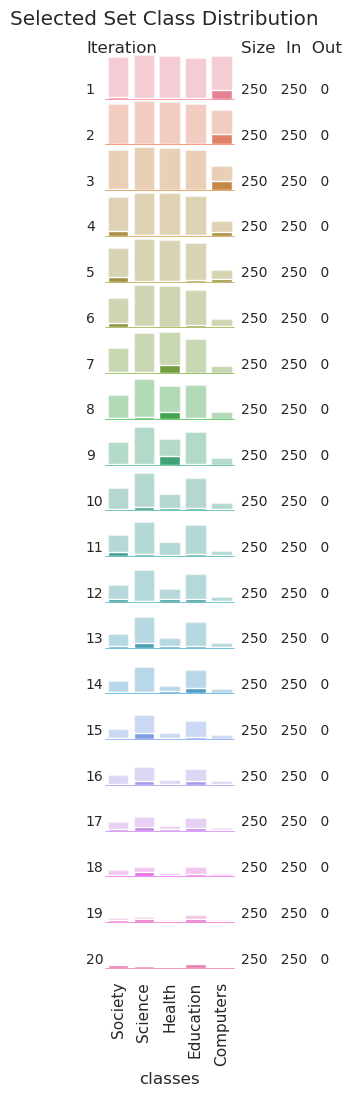 Selected Set Class Distribution
Iteration Size In Out
1 250 250 0
2 250 250 0
3 250 250 0
4 250 250 0
5 250 250 0
6 250 250 0
7 250 250 0
8 250 250 0
9 250 250 0
10 250 250 0
11 250 250 0
12 250 250 0
13 250 250 0
14 250 250 0
15 250 250 0
16 250 250 0
17 250 250 0
18 250 250 0
19 250 250 0
20 250 250 0
Society
Science
Health
Education
Computers
classes